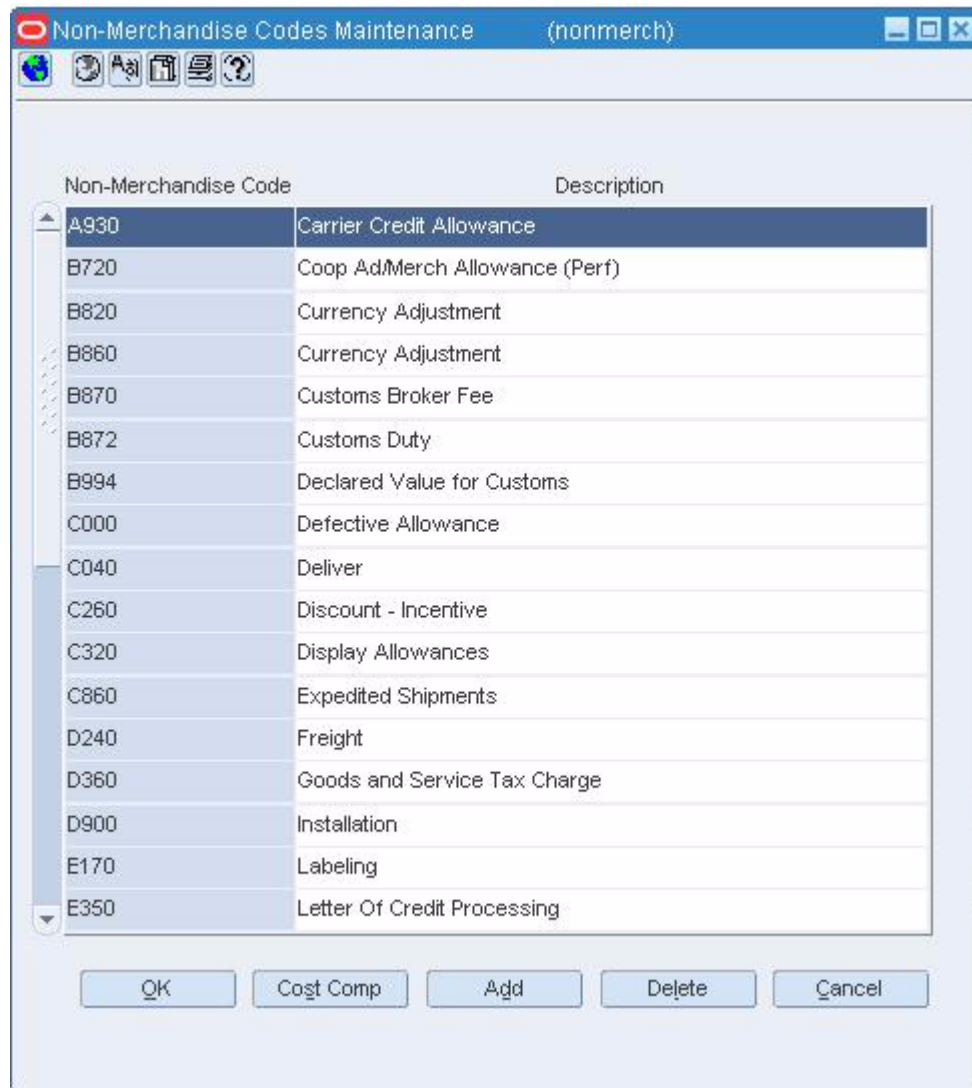 Non-Merchandise Codes Maintenance (nonmerch)
Non-Merchandise Code Description
A930 Carrier Credit Allowance
B720 Coop Ad/Merch Allowance (Perf)
B820 Currency Adjustment
B860 Currency Adjustment
B870 Customs Broker Fee
B872 Customs Duty
B994 Declared Value for Customs
C000 Defective Allowance
C040 Deliver
C260 Discount - Incentive
C320 Display Allowances
C860 Expedited Shipments
D240 Freight
D360 Goods and Service Tax Charge
D900 Installation
E170 Labeling
E350 Letter Of Credit Processing
OK Cost Comp Add Delete Cancel